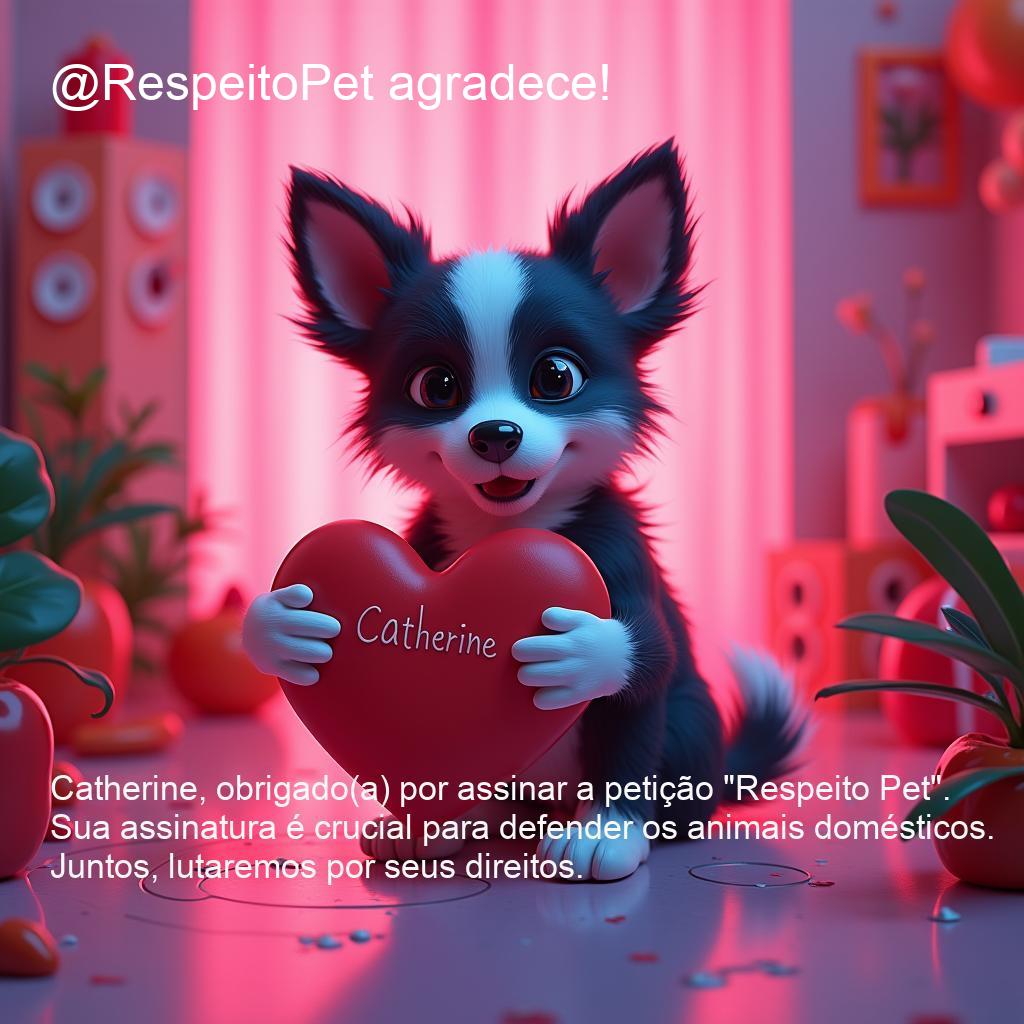 @RespeitoPet agradece!
Catherine
Catherine, obrigado(a) por assinar a petição "Respeito Pet".
Sua assinatura é crucial para defender os animais domésticos.
Juntos, lutaremos por seus direitos.